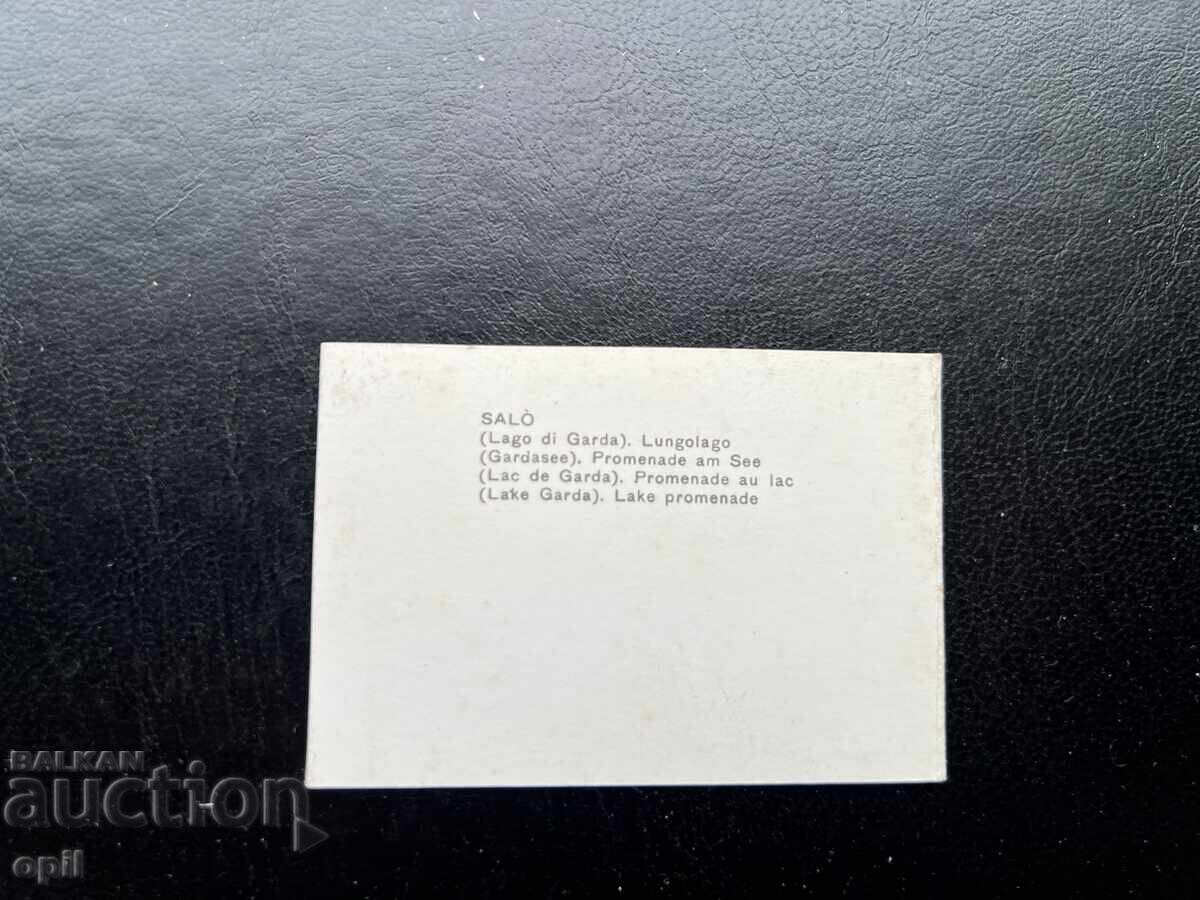 SALÒ
(Lago di Garda). Lungolago
(Gardasee). Promenade am See
(Lac de Garda). Promenade au lac
(Lake Garda). Lake promenade
BALKAN
auction
opil